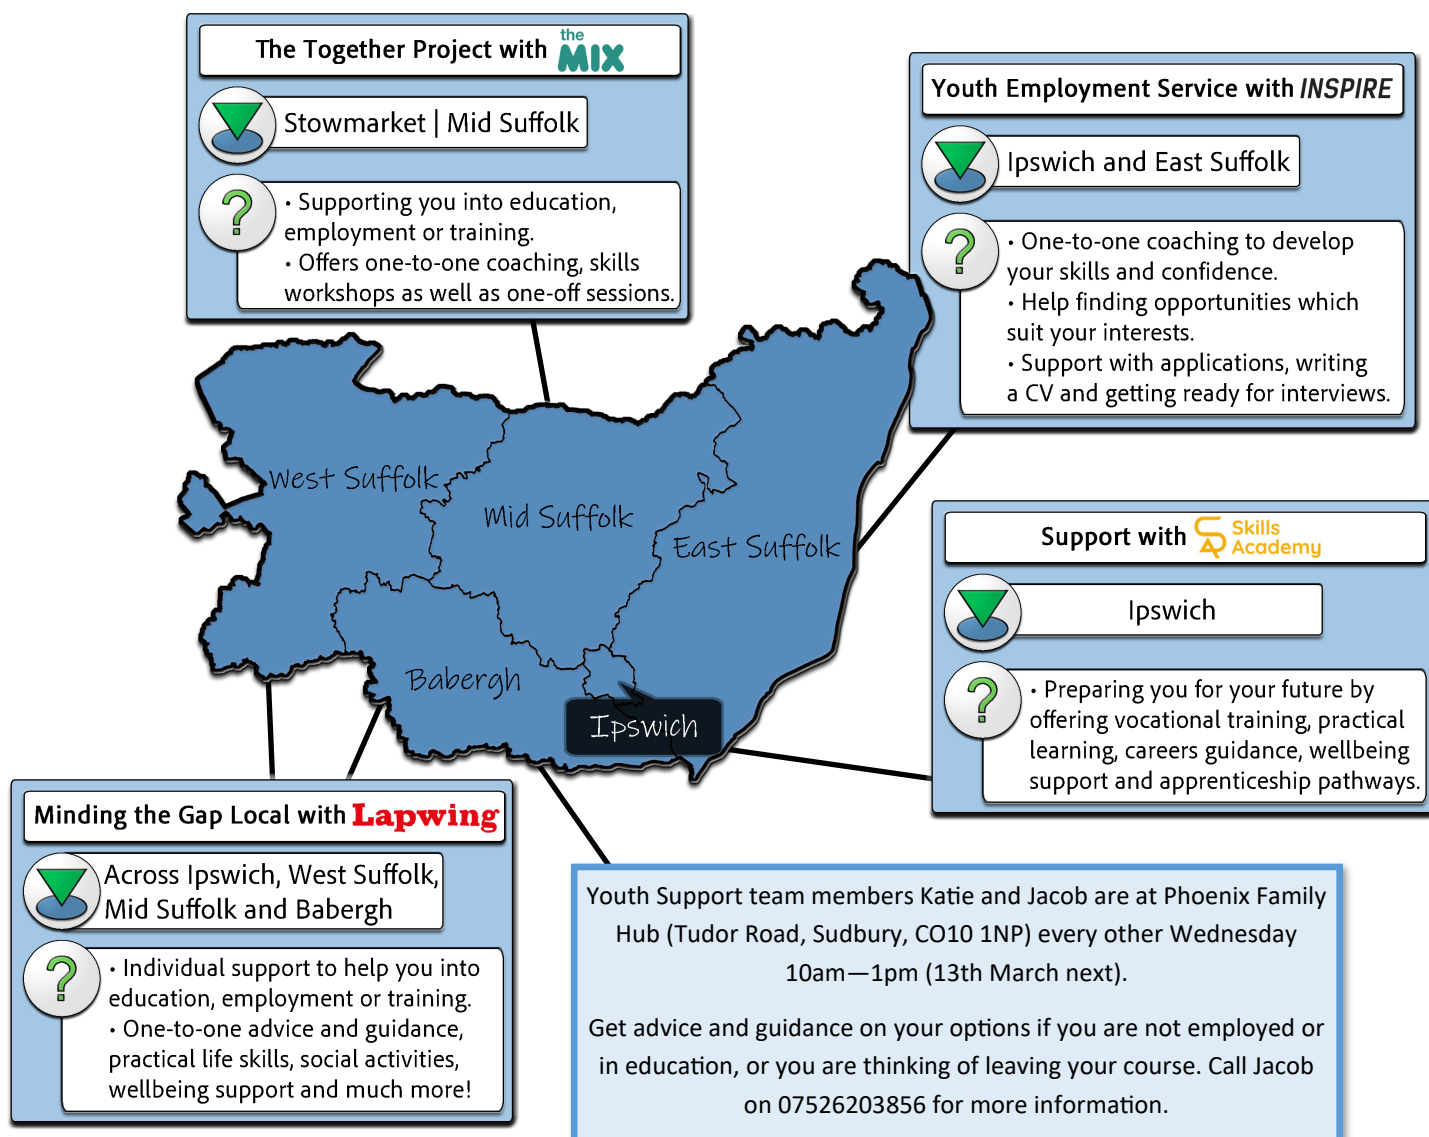 The Together Project with the MIX
Stowmarket | Mid Suffolk
?
• Supporting you into education,
employment or training.
• Offers one-to-one coaching, skills
workshops as well as one-off sessions.
Youth Employment Service with INSPIRE
Ipswich and East Suffolk
?
• One-to-one coaching to develop
your skills and confidence.
• Help finding opportunities which
suit your interests.
• Support with applications, writing
a CV and getting ready for interviews.
West Suffolk
Mid Suffolk
East Suffolk
Babergh
Ipswich
Support with Skills
Academy
Ipswich
?
• Preparing you for your future by
offering vocational training, practical
learning, careers guidance, wellbeing
support and apprenticeship pathways.
Minding the Gap Local with Lapwing
Across Ipswich, West Suffolk,
Mid Suffolk and Babergh
?
• Individual support to help you into
education, employment or training.
• One-to-one advice and guidance,
practical life skills, social activities,
wellbeing support and much more!
Youth Support team members Katie and Jacob are at Phoenix Family
Hub (Tudor Road, Sudbury, CO10 1NP) every other Wednesday
10am—1pm (13th March next).
Get advice and guidance on your options if you are not employed or
in education, or you are thinking of leaving your course. Call Jacob
on 07526203856 for more information.